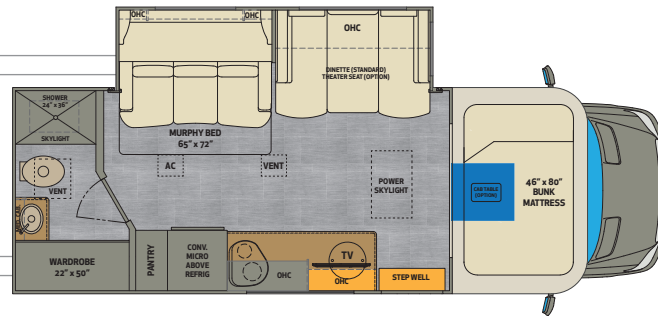 OHC
OHC
OHC
DINETTE (STANDARD)
THEATER SEAT (OPTION)
SHOWER
24" x 36"
SKYLIGHT
MURPHY BED
65" x 72"
AC
VENT
POWER
SKYLIGHT
CAB TABLE
(OPTION)
46" x 80"
BUNK
MATTRESS
VENT
WARDROBE
22" x 50"
PANTRY
CONV.
MICRO
ABOVE
REFRIG
OHC
TV
OHC
STEP WELL